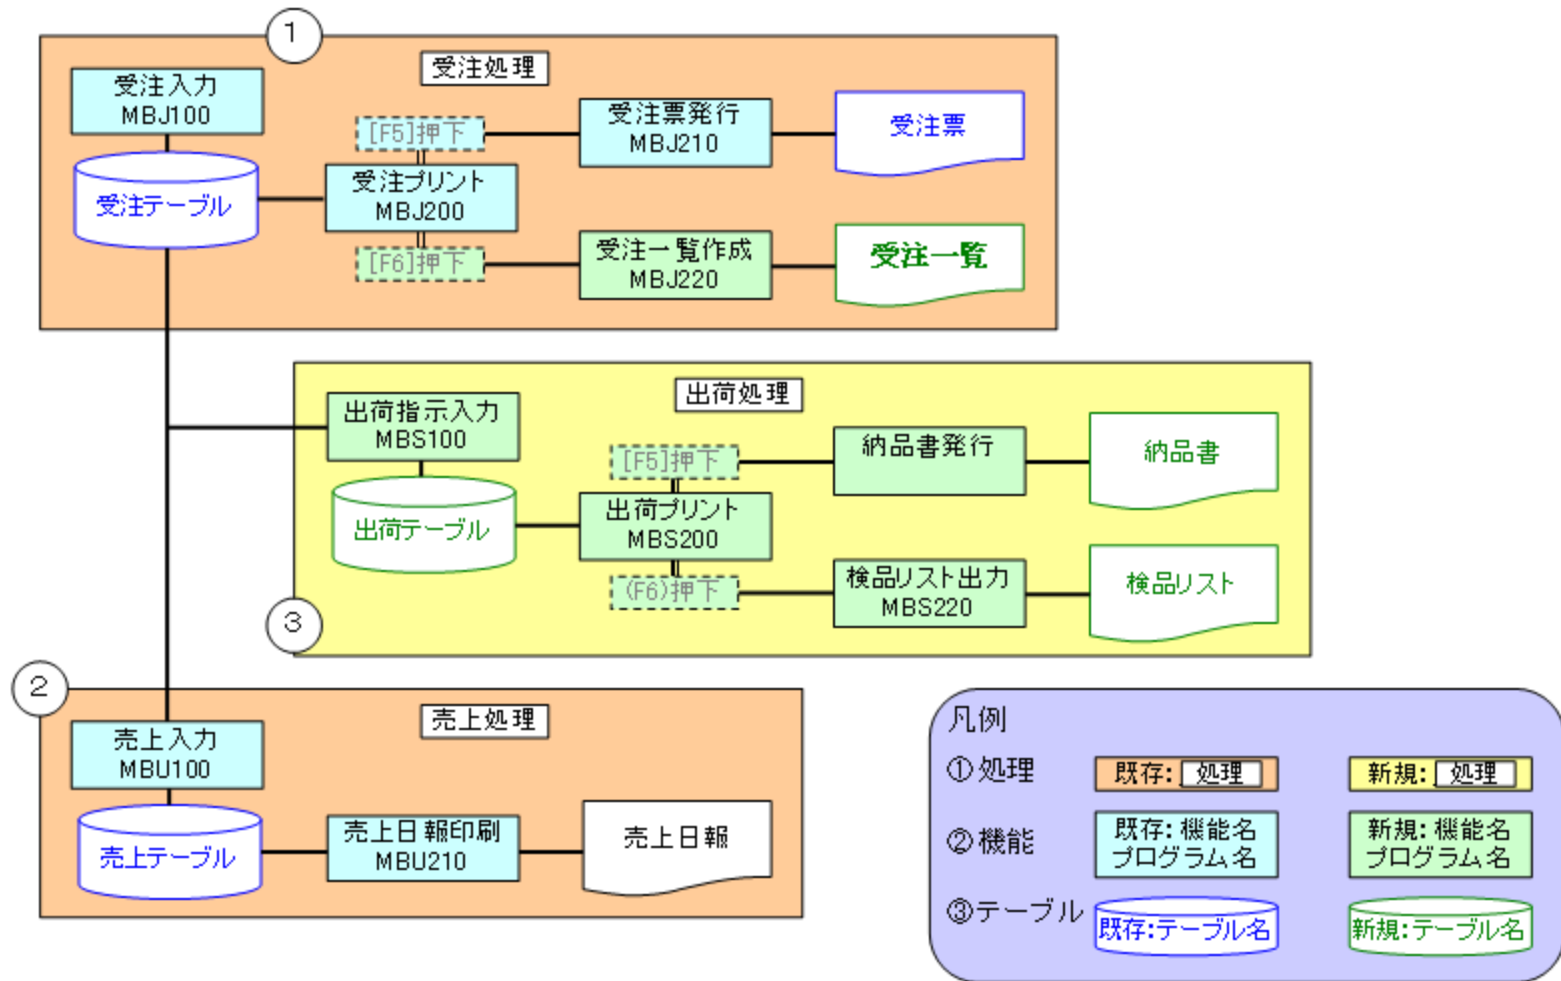 ①
受注処理
受注入力
MBJ100
受注テーブル
[F5]押下
受注プリント
MBJ200
[F6]押下
受注票発行
MBJ210
受注票
受注一覧作成
MBJ220
受注一覧
出荷処理
出荷指示入力
MBS100
出荷テーブル
[F5]押下
出荷プリント
MBS200
(F6)押下
納品書発行
納品書
検品リスト出力
MBS220
検品リスト
③
②
売上処理
売上入力
MBU100
売上テーブル
売上日報印刷
MBU210
売上日報
凡例
①処理
既存:処理
新規:処理
②機能
既存:機能名
プログラム名
新規:機能名
プログラム名
③テーブル
既存:テーブル名
新規:テーブル名